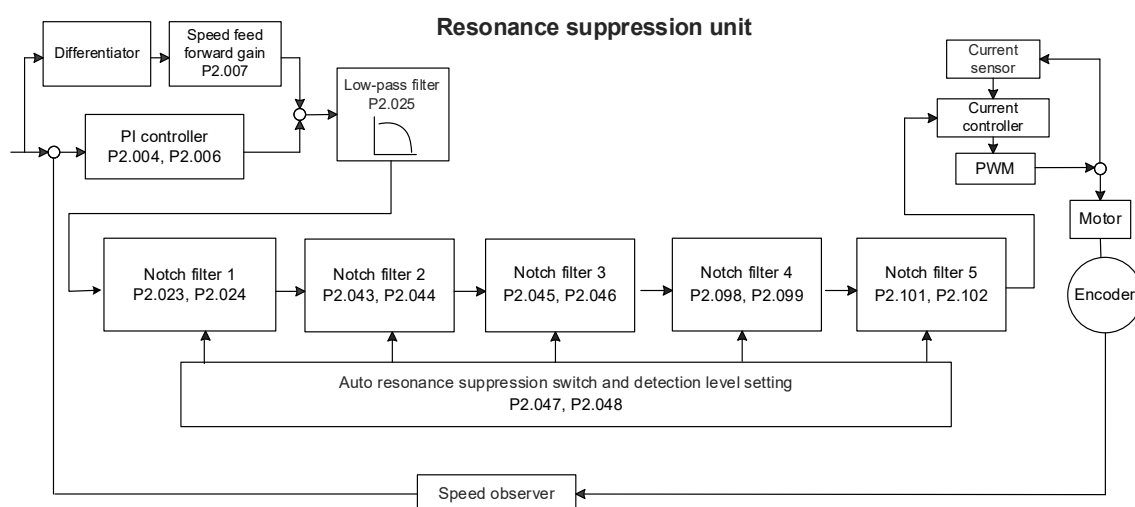 Resonance suppression unit
Differentiator
Speed feed
forward gain
P2.007
Low-pass filter
P2.025
PI controller
P2.004, P2.006
Current
sensor
Current
controller
PWM
Motor
Encoder
Notch filter 1
P2.023, P2.024
Notch filter 2
P2.043, P2.044
Notch filter 3
P2.045, P2.046
Notch filter 4
P2.098, P2.099
Notch filter 5
P2.101, P2.102
Auto resonance suppression switch and detection level setting
P2.047, P2.048
Speed observer